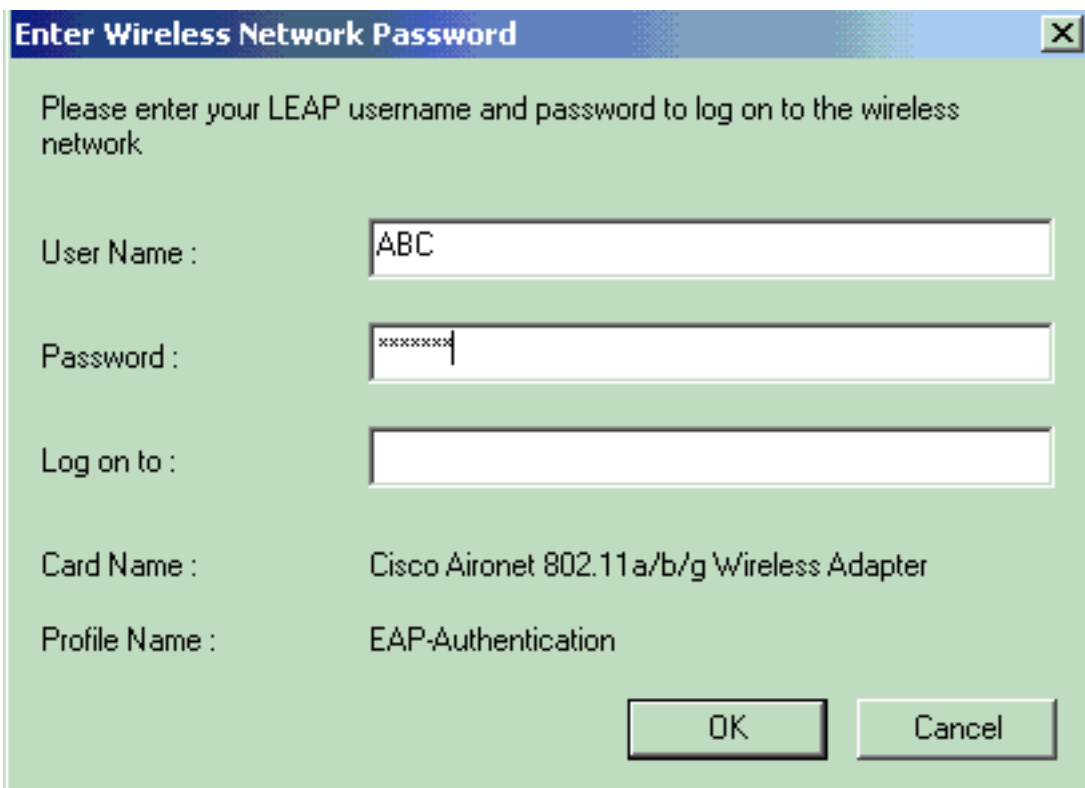 Enter Wireless Network Password
Please enter your LEAP username and password to log on to the wireless
network
User Name : ABC
Password : *******
Log on to :
Card Name : Cisco Aironet 802.11a/b/g Wireless Adapter
Profile Name : EAP-Authentication
OK Cancel